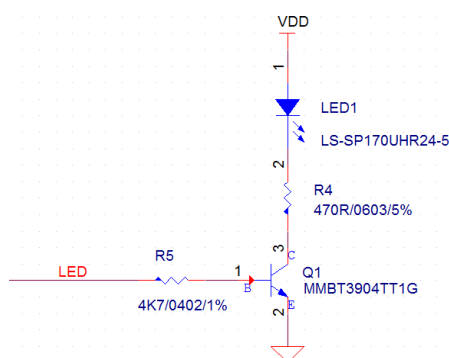 VDD
1
LED1
LS-SP170UHR24-5
2
R4
470R/0603/5%
3
C
LED
R5
1
B
Q1
MMBT3904TT1G
4K7/0402/1%
E
2